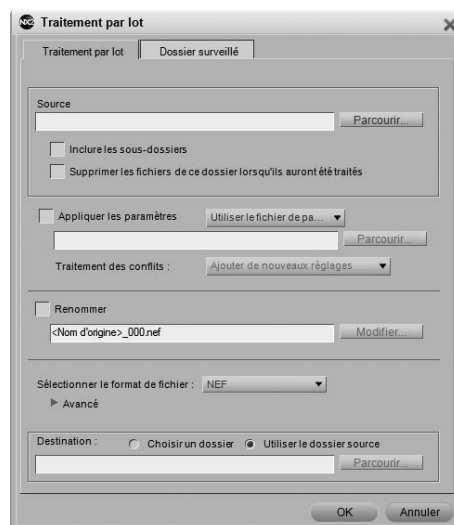 NX2 Traitement par lot
Traitement par lot Dossier surveillé
Source
Parcourir...
Inclure les sous-dossiers
Supprimer les fichiers de ce dossier lorsqu'ils auront été traités
Appliquer les paramètres Utiliser le fichier de pa...
Parcourir...
Traitement des conflits : Ajouter de nouveaux réglages
Renommer
<Nom d'origine>_000.nef Modifier...
Sélectionner le format de fichier : NEF
Avancé
Destination : Choisir un dossier Utiliser le dossier source
Parcourir...
OK Annuler